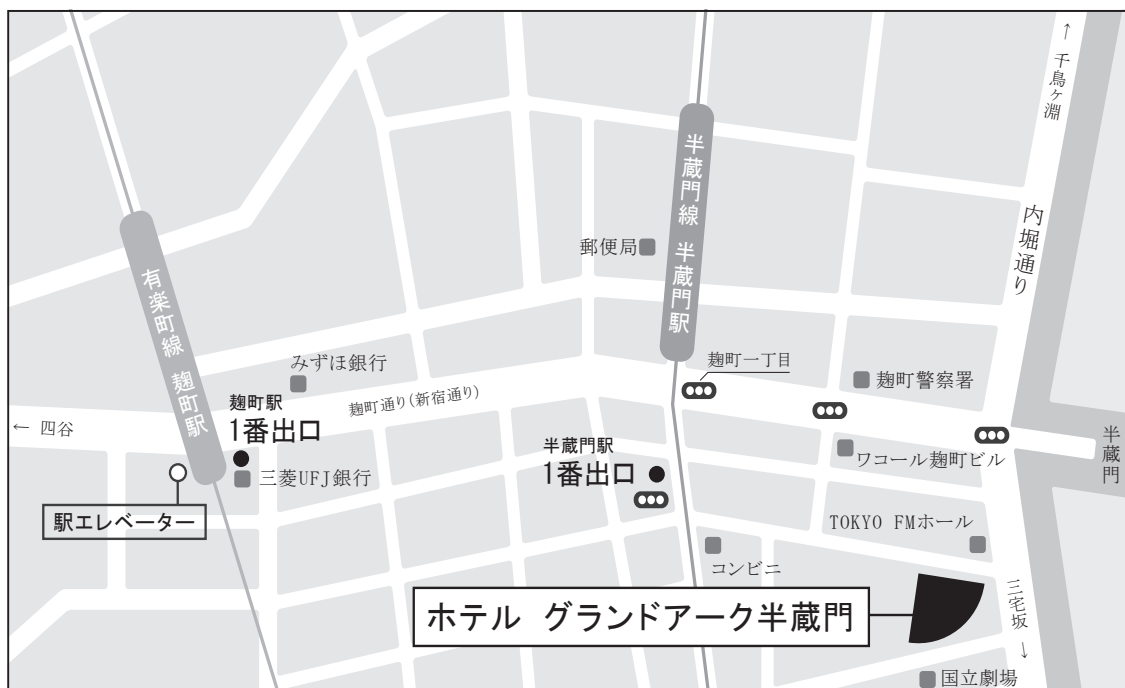 ↑ 千鳥ヶ淵
内堀通り
半蔵門線 半蔵門駅
郵便局
有楽町線 麹町駅
みずほ銀行
麹町一丁目
麹町警察署
麹町駅
1番出口
麹町通り(新宿通り)
← 四谷
半蔵門
半蔵門駅
1番出口
ワコール麹町ビル
三菱UFJ銀行
駅エレベーター
TOKYO FMホール
コンビニ
三宅坂 →
ホテル グランドアーク半蔵門
国立劇場